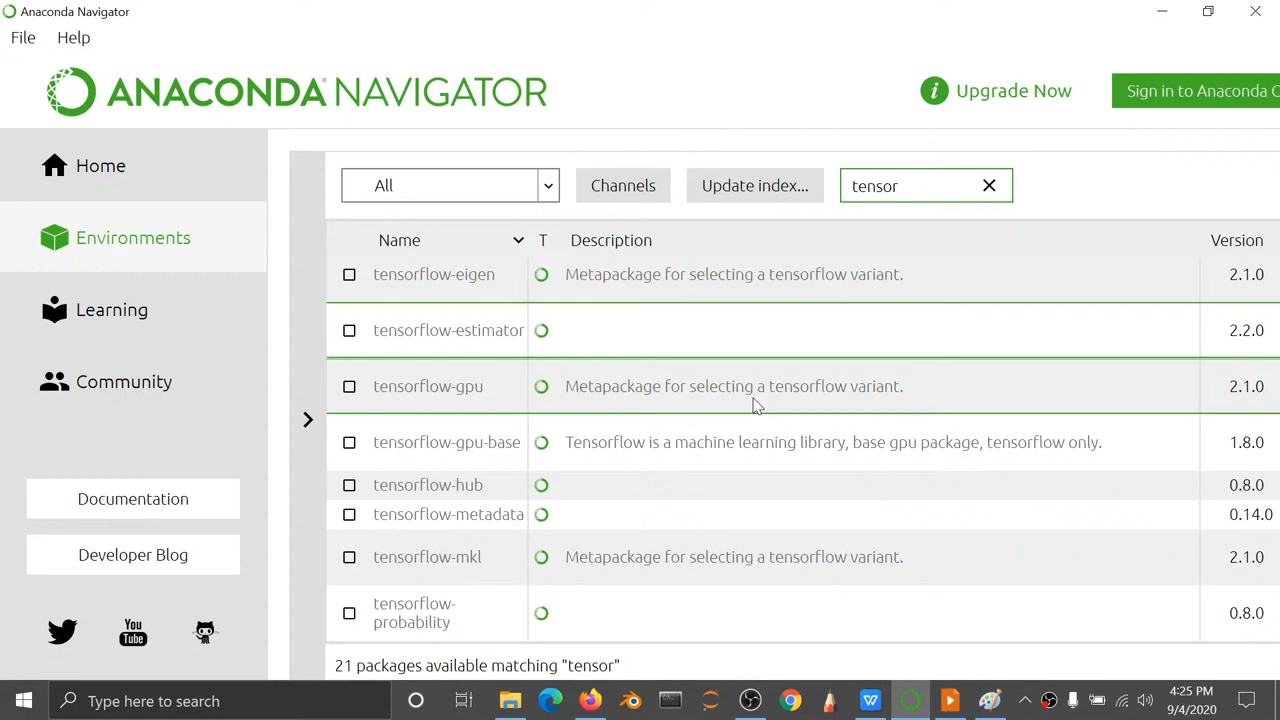 Anaconda Navigator
File Help
ANACONDA NAVIGATOR
i Upgrade Now
Sign in to Anaconda C
Home
Environments
Learning
Community
Documentation
Developer Blog
You Tube
All
Channels
Update index...
tensor
Name T Description Version
tensorflow-eigen Metapackage for selecting a tensorflow variant. 2.1.0
tensorflow-estimator 2.2.0
tensorflow-gpu Metapackage for selecting a tensorflow variant. 2.1.0
tensorflow-gpu-base Tensorflow is a machine learning library, base gpu package, tensorflow only. 1.8.0
tensorflow-hub 0.8.0
tensorflow-metadata 0.14.0
tensorflow-mkl Metapackage for selecting a tensorflow variant. 2.1.0
tensorflow-
probability 0.8.0
21 packages available matching "tensor"
Type here to search
4:25 PM
9/4/2020